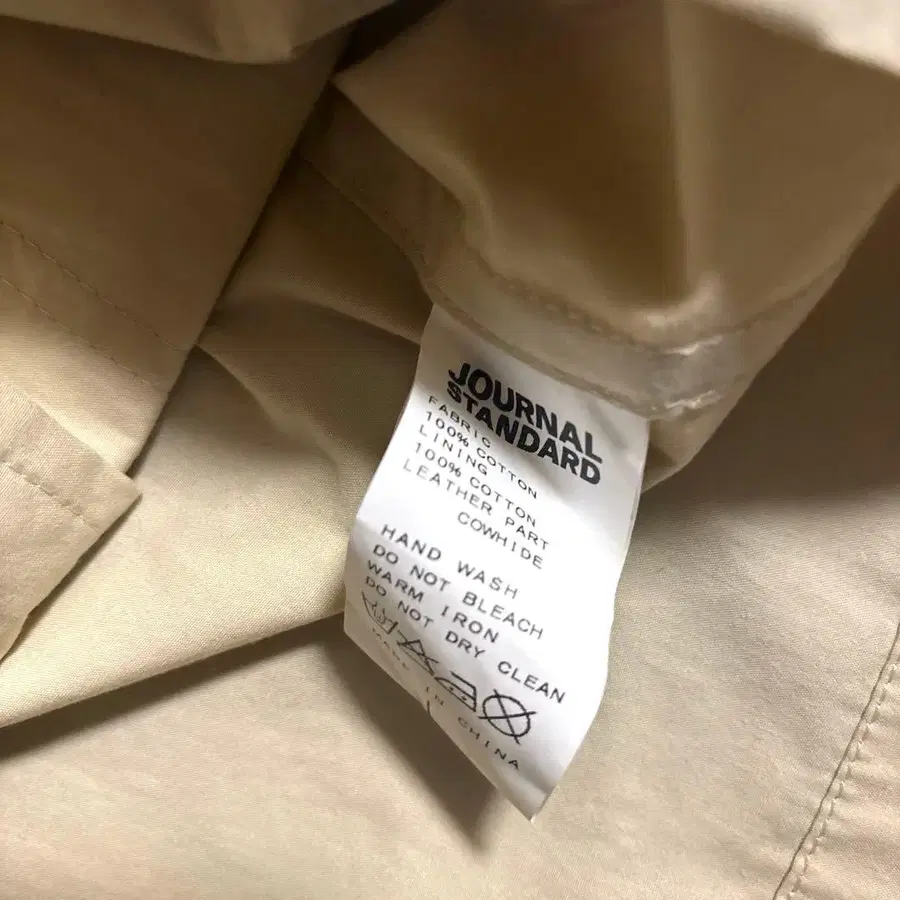 JOURNAL
STANDARD
FABRIC
100% COTTON
LINING
100% COTTON
LEATHER PART
COWHIDE
HAND WASH
DO NOT BLEACH
WARM IRON
DO NOT DRY CLEAN
MADE IN CHINA